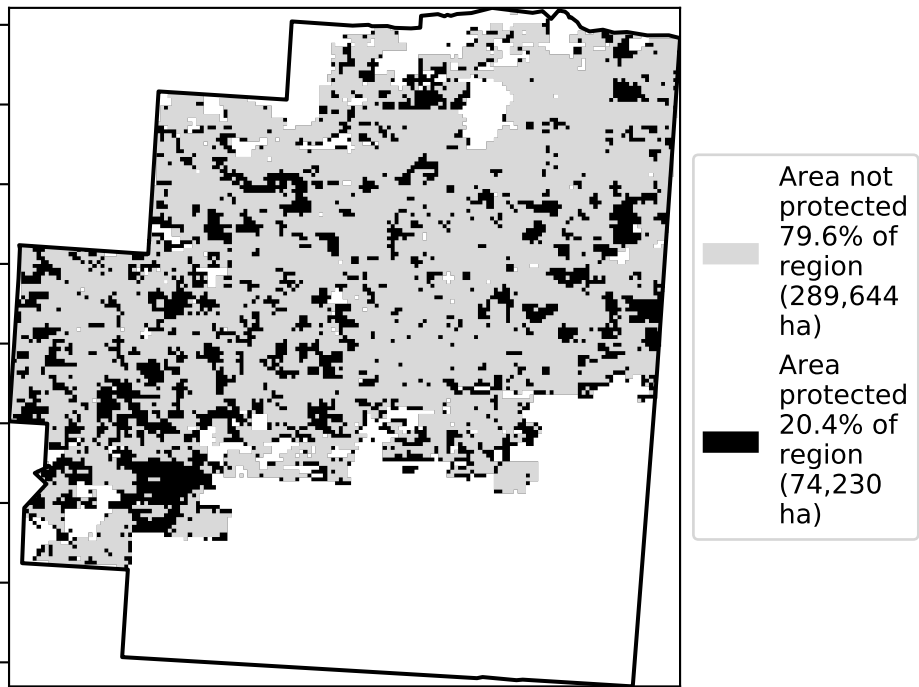 Area not
protected
79.6% of
region
(289,644
ha)
Area
protected
20.4% of
region
(74,230
ha)